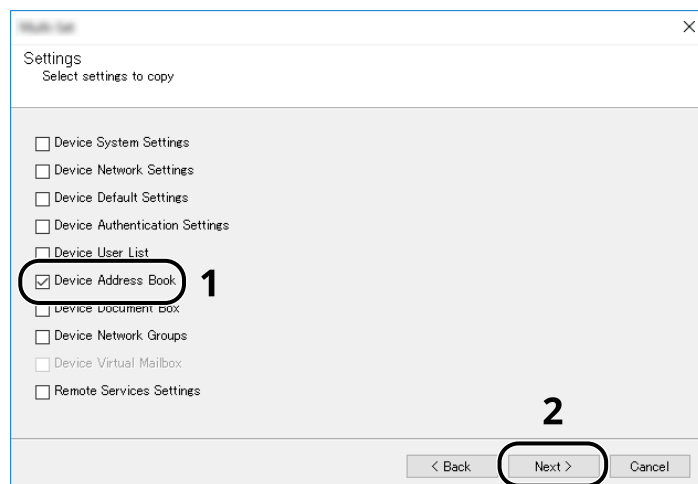 Settings
Select settings to copy
Device System Settings
Device Network Settings
Device Default Settings
Device Authentication Settings
Device User List
Device Address Book 1
Device Document Box
Device Network Groups
Device Virtual Mailbox
Remote Services Settings
2
< Back Next > Cancel